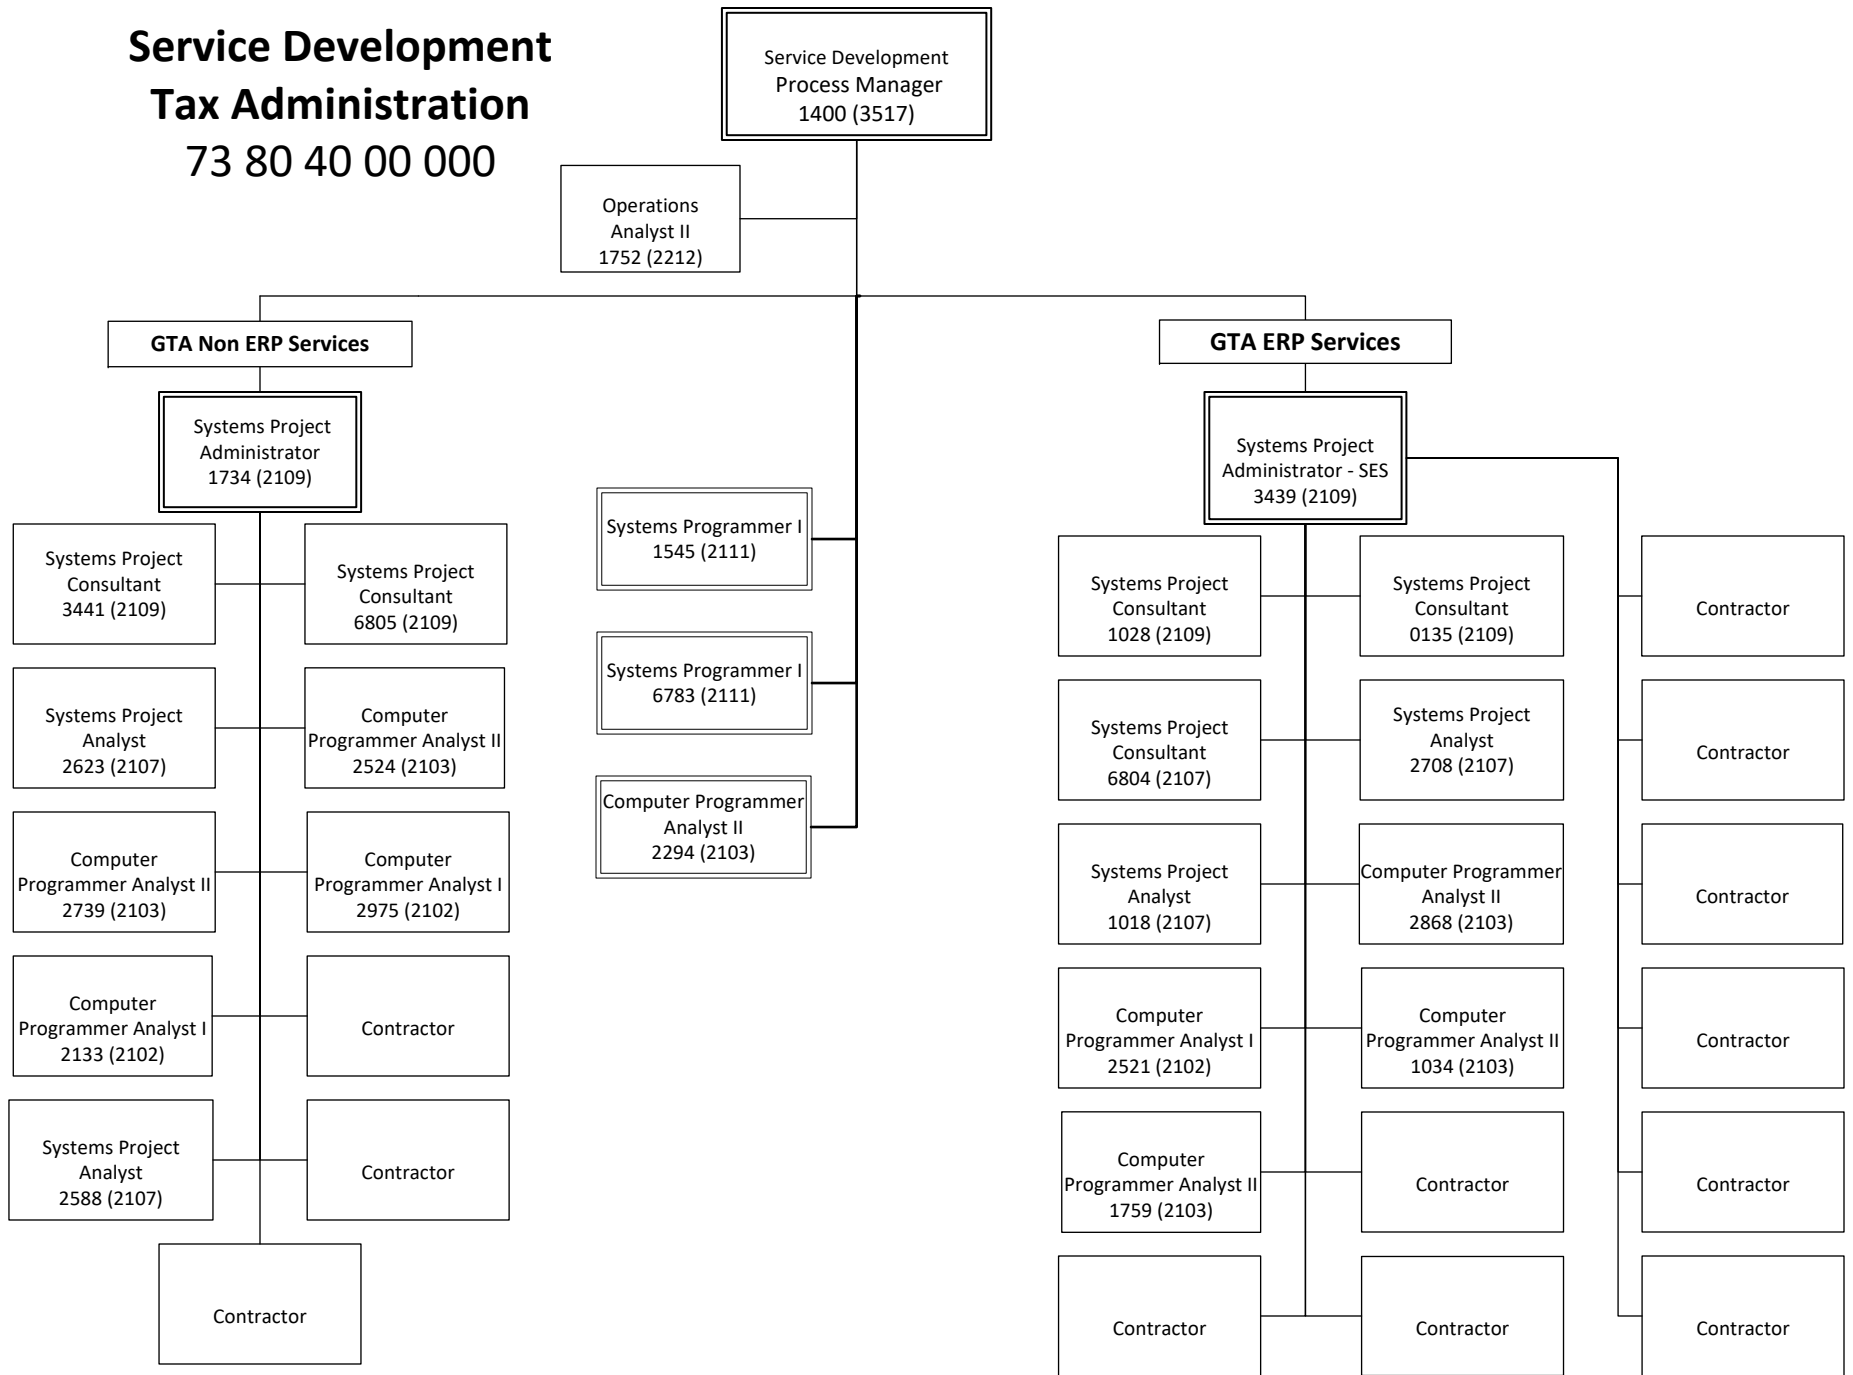 Service Development
Tax Administration
73 80 40 00 000
Service Development
Process Manager
1400 (3517)
Operations
Analyst II
1752 (2212)
GTA Non ERP Services
Systems Project
Administrator
1734 (2109)
Systems Project
Consultant
3441 (2109)
Systems Project
Consultant
6805 (2109)
Systems Project
Analyst
2623 (2107)
Computer
Programmer Analyst II
2524 (2103)
Computer
Programmer Analyst II
2739 (2103)
Computer
Programmer Analyst I
2975 (2102)
Computer
Programmer Analyst I
2133 (2102)
Contractor
Systems Project
Analyst
2588 (2107)
Contractor
Contractor
Systems Programmer I
1545 (2111)
Systems Programmer I
6783 (2111)
Computer Programmer
Analyst II
2294 (2103)
GTA ERP Services
Systems Project
Administrator - SES
3439 (2109)
Systems Project
Consultant
1028 (2109)
Systems Project
Consultant
0135 (2109)
Contractor
Systems Project
Consultant
6804 (2107)
Systems Project
Analyst
2708 (2107)
Contractor
Systems Project
Analyst
1018 (2107)
Computer Programmer
Analyst II
2868 (2103)
Contractor
Computer
Programmer Analyst I
2521 (2102)
Computer
Programmer Analyst II
1034 (2103)
Contractor
Computer
Programmer Analyst II
1759 (2103)
Contractor
Contractor
Contractor
Contractor
Contractor